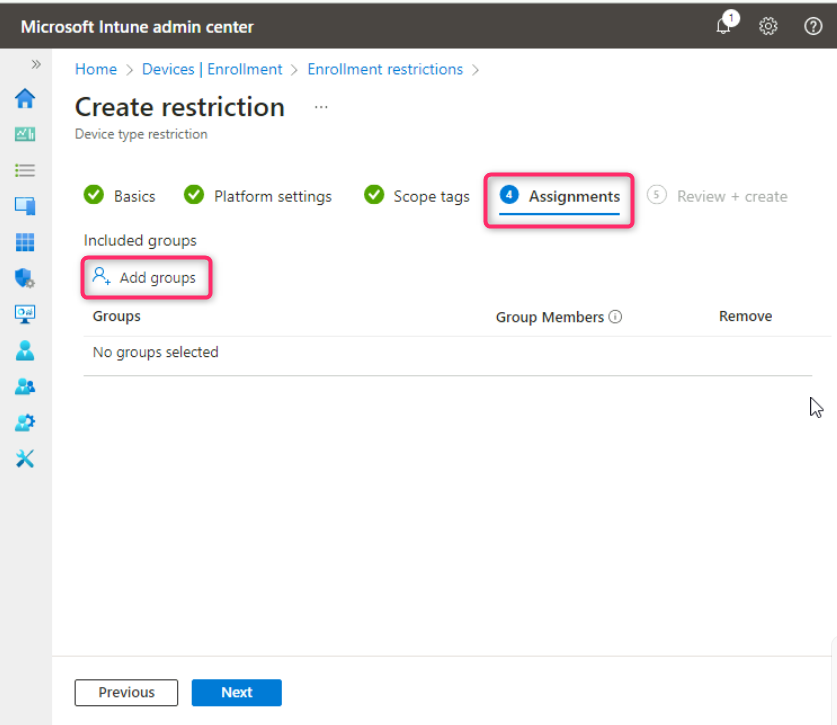 Microsoft Intune admin center
1
Home > Devices | Enrollment > Enrollment restrictions >
Create restriction ...
Device type restriction
Basics Platform settings Scope tags 4 Assignments 5 Review + create
Included groups
Add groups
Groups Group Members Remove
No groups selected
Previous Next